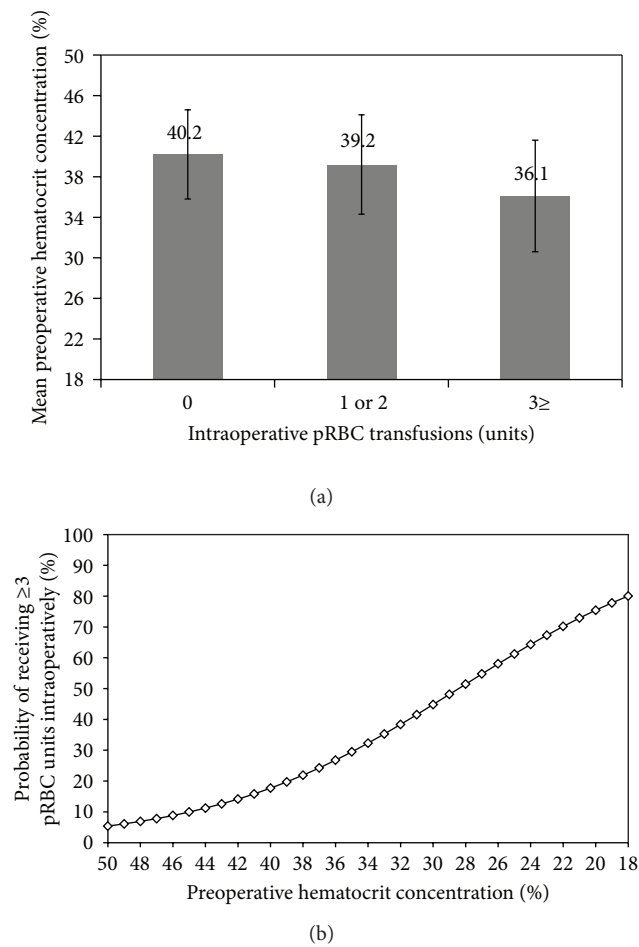 Mean preoperative hematocrit concentration (%)
50
46
42
38
34
30
26
22
18
40.2
39.2
36.1
0 1 or 2 3≥
Intraoperative pRBC transfusions (units)
(a)
Probability of receiving ≥3
pRBC units intraoperatively (%)
100
90
80
70
60
50
40
30
20
10
0
50 48 46 44 42 40 38 36 34 32 30 28 26 24 22 20 18
Preoperative hematocrit concentration (%)
(b)